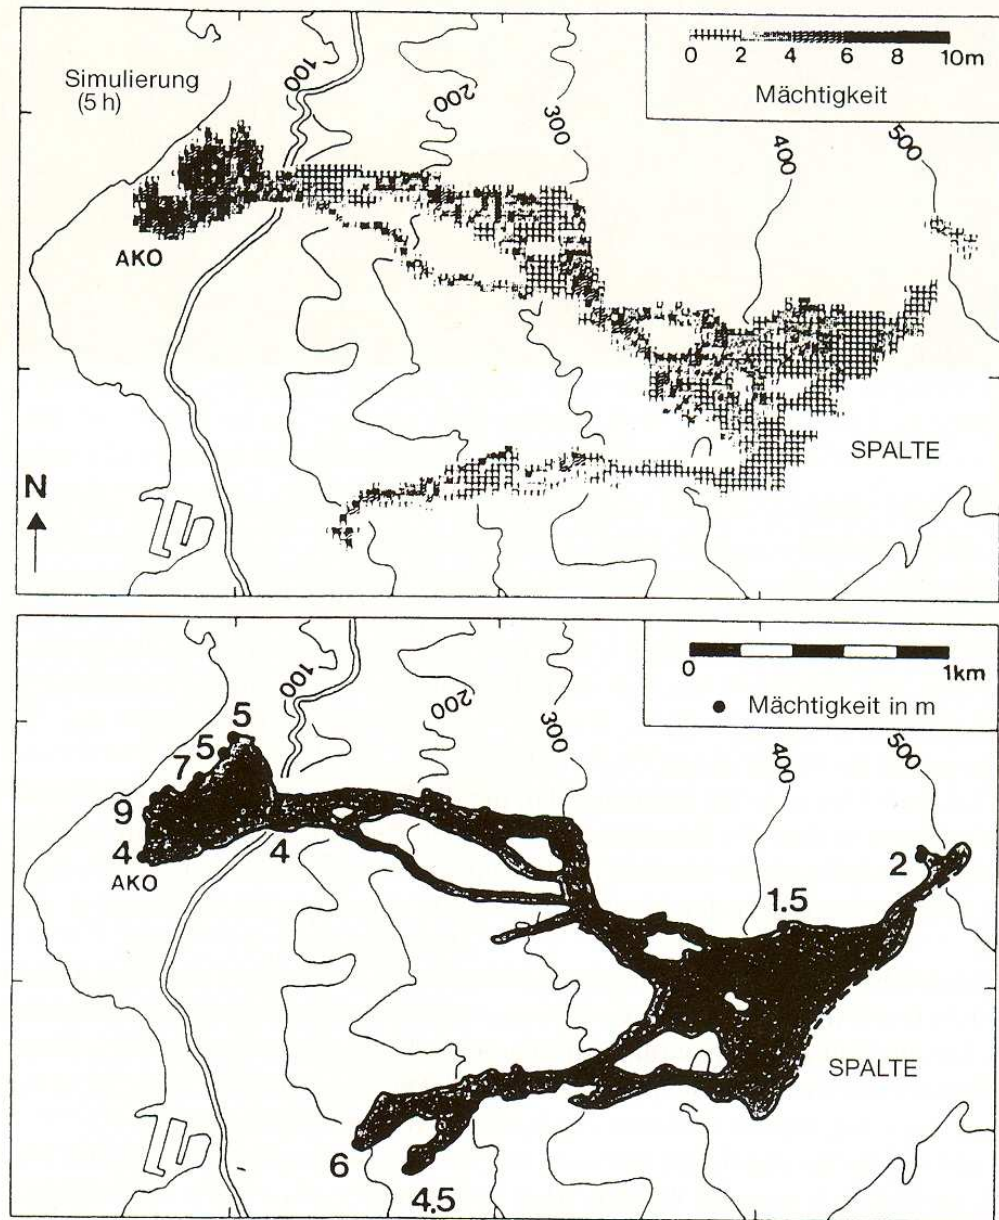 Simulierung
(5 h)
100
200
300
400
500
0 2 4 6 8 10m
Mächtigkeit
AKO
SPALTE
N
100
200
300
400
500
0 1km
● Mächtigkeit in m
5
5
7
9
4
AKO
4
2
1.5
SPALTE
6
4.5